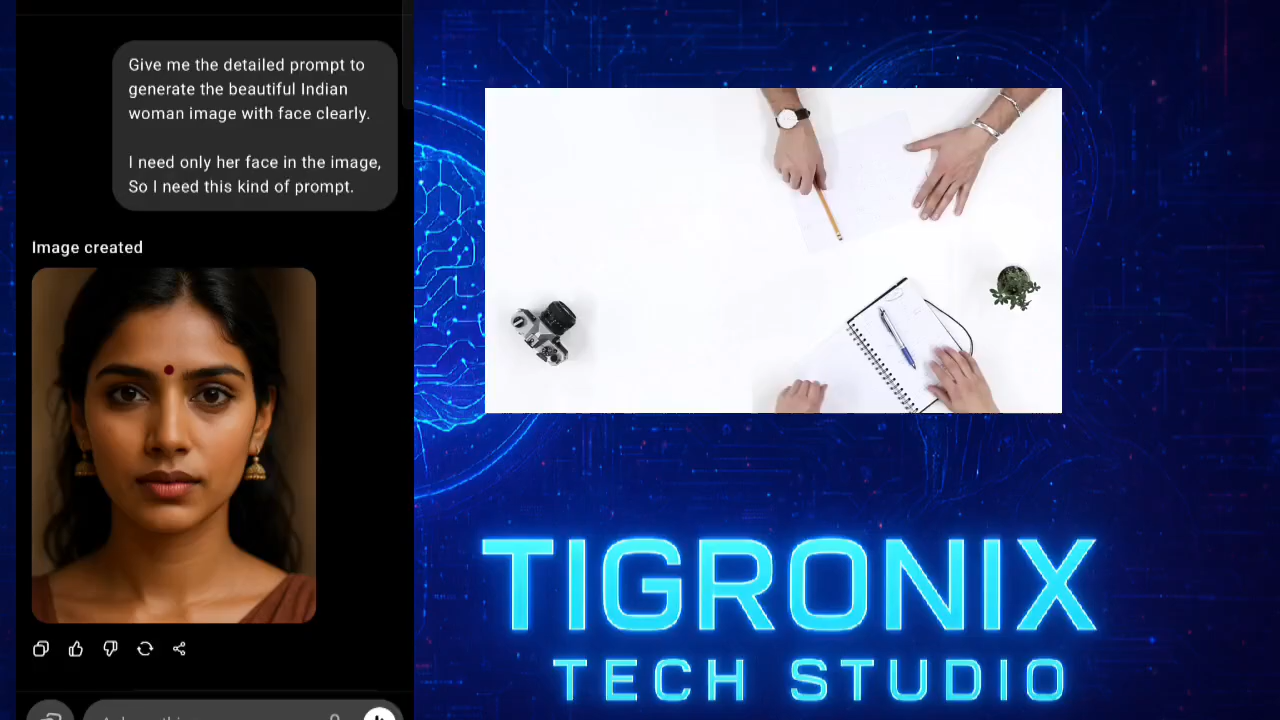 Give me the detailed prompt to
generate the beautiful Indian
woman image with face clearly.
I need only her face in the image,
So I need this kind of prompt.
Image created
TIGRONIX
TECH STUDIO